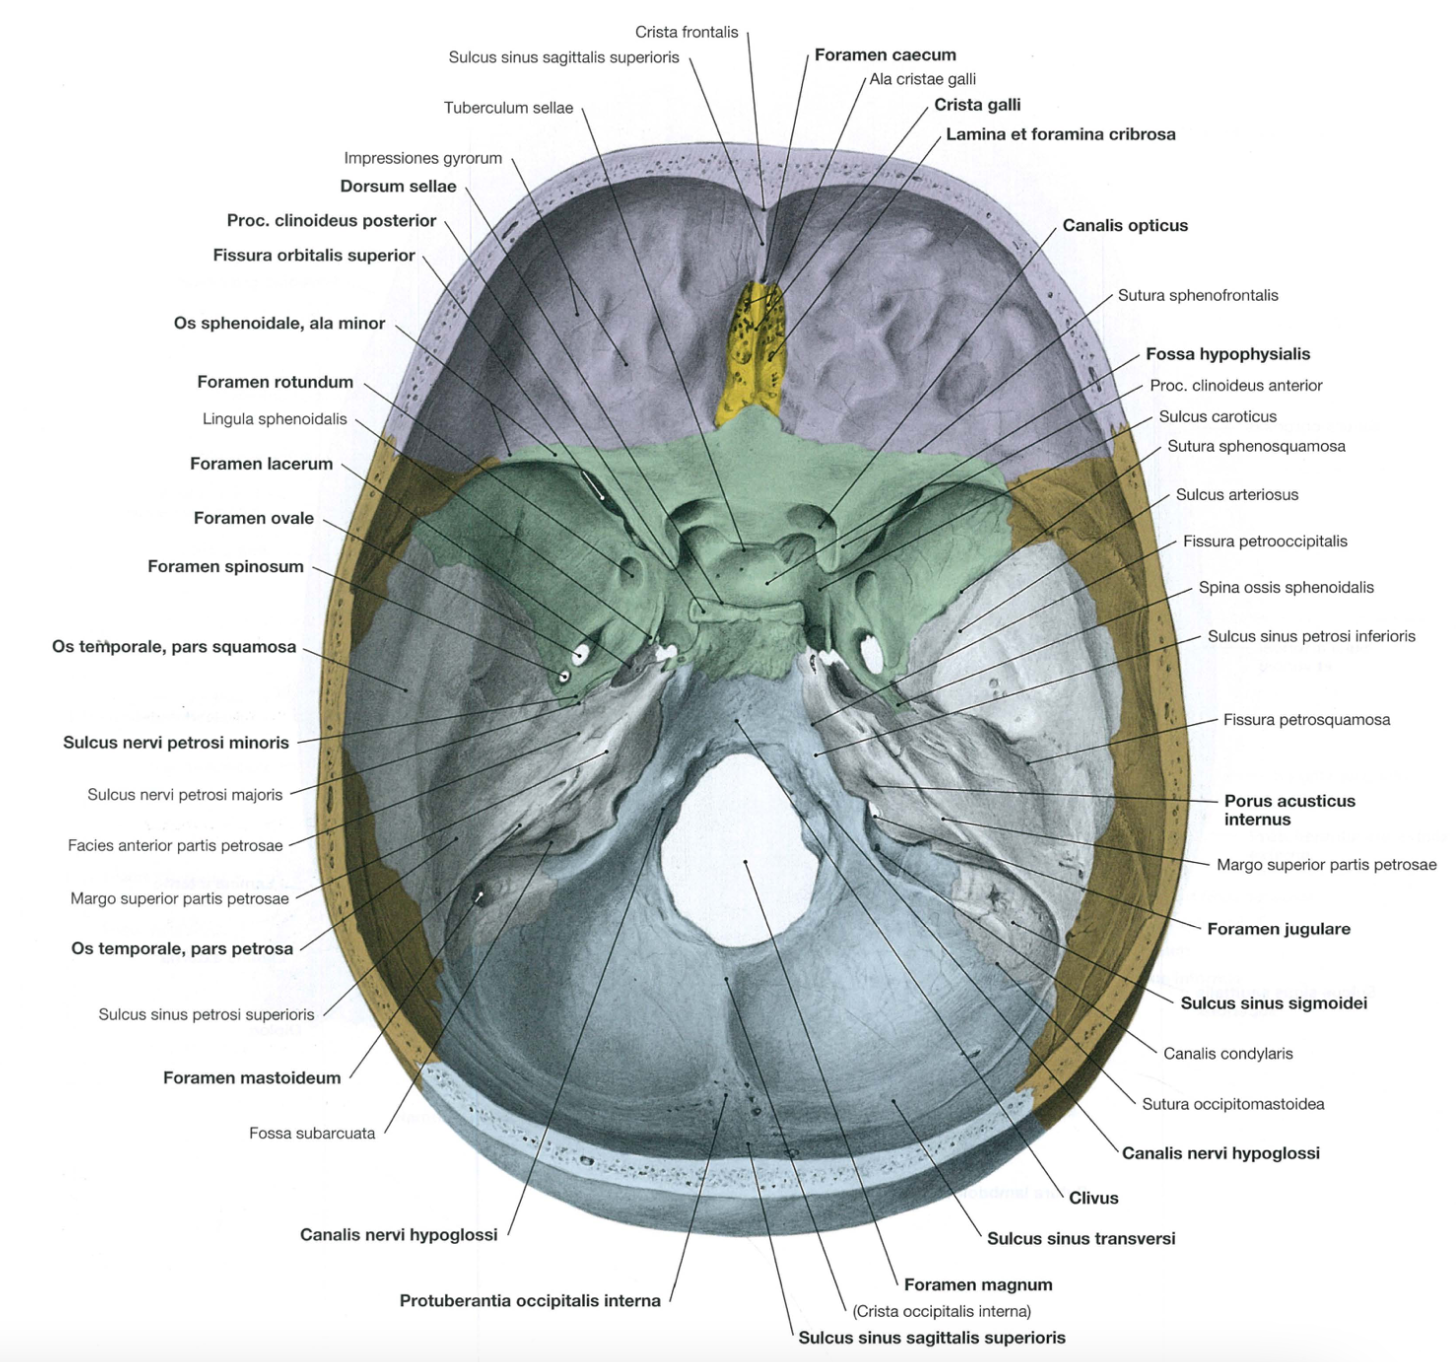 Crista frontalis
Sulcus sinus sagittalis superioris
Tuberculum sellae
Impressiones gyrorum
Dorsum sellae
Proc. clinoideus posterior
Fissura orbitalis superior
Os sphenoidale, ala minor
Foramen rotundum
Lingula sphenoidalis
Foramen lacerum
Foramen ovale
Foramen spinosum
Os temporale, pars squamosa
Sulcus nervi petrosi minoris
Sulcus nervi petrosi majoris
Facies anterior partis petrosae
Margo superior partis petrosae
Os temporale, pars petrosa
Sulcus sinus petrosi superioris
Foramen mastoideum
Fossa subarcuata
Canalis nervi hypoglossi
Protuberantia occipitalis interna
Foramen caecum
Ala cristae galli
Crista galli
Lamina et foramina cribrosa
Canalis opticus
Sutura sphenofrontalis
Fossa hypophysialis
Proc. clinoideus anterior
Sulcus caroticus
Sutura sphenosquamosa
Sulcus arteriosus
Fissura petrooccipitalis
Spina ossis sphenoidalis
Sulcus sinus petrosi inferioris
Fissura petrosquamosa
Porus acusticus
internus
Margo superior partis petrosae
Foramen jugulare
Sulcus sinus sigmoidei
Canalis condylaris
Sutura occipitomastoidea
Canalis nervi hypoglossi
Clivus
Sulcus sinus transversi
Foramen magnum
(Crista occipitalis interna)
Sulcus sinus sagittalis superioris